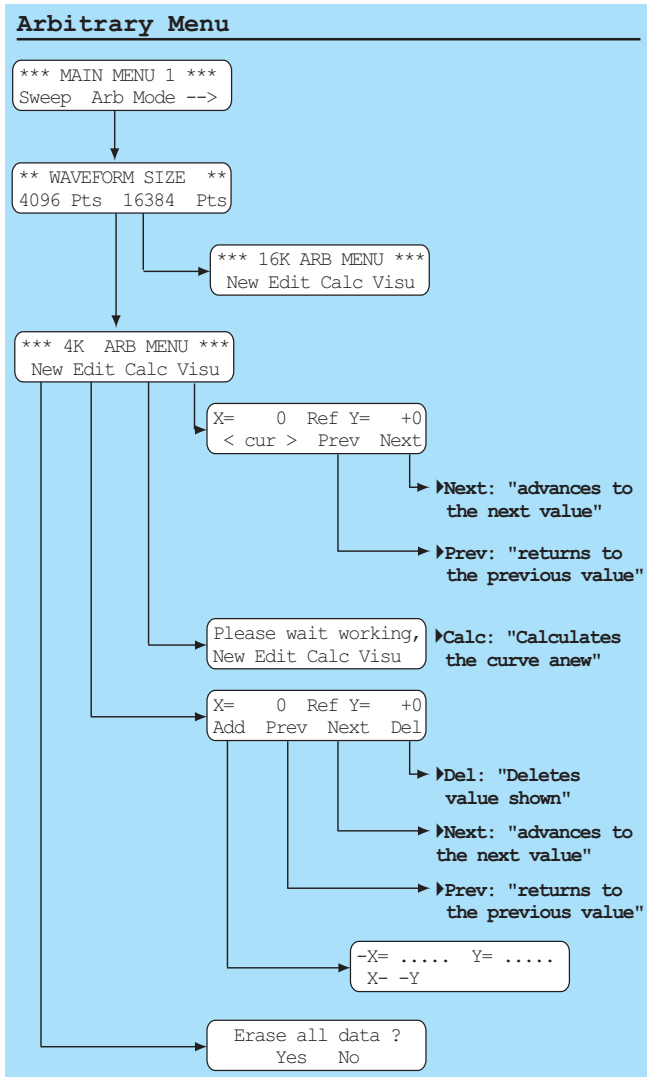 Arbitrary Menu
*** MAIN MENU 1 ***
Sweep Arb Mode -->
** WAVEFORM SIZE **
4096 Pts 16384 Pts
*** 16K ARB MENU ***
New Edit Calc Visu
*** 4K ARB MENU ***
New Edit Calc Visu
X= 0 Ref Y= +0
< cur > Prev Next
Next: "advances to
the next value"
Prev: "returns to
the previous value"
Please wait working,
New Edit Calc Visu
Calc: "Calculates
the curve anew"
X= 0 Ref Y= +0
Add Prev Next Del
Del: "Deletes
value shown"
Next: "advances to
the next value"
Prev: "returns to
the previous value"
-X= ..... Y= .....
X- -Y
Erase all data ?
Yes No